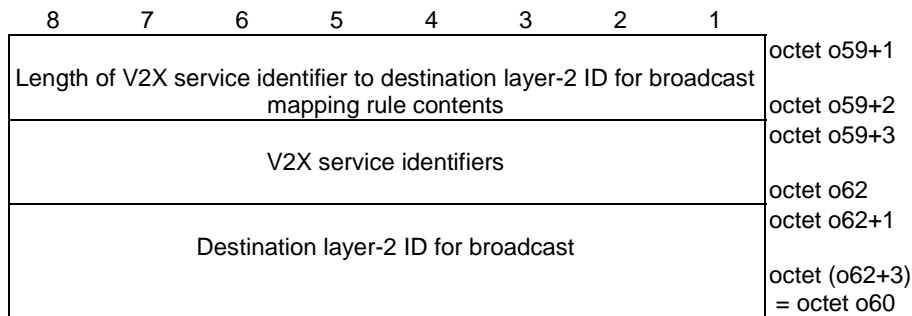 8 7 6 5 4 3 2 1
octet o59+1
Length of V2X service identifier to destination layer-2 ID for broadcast
mapping rule contents
octet o59+2
octet o59+3
V2X service identifiers
octet o62
octet o62+1
Destination layer-2 ID for broadcast
octet (o62+3)
= octet o60